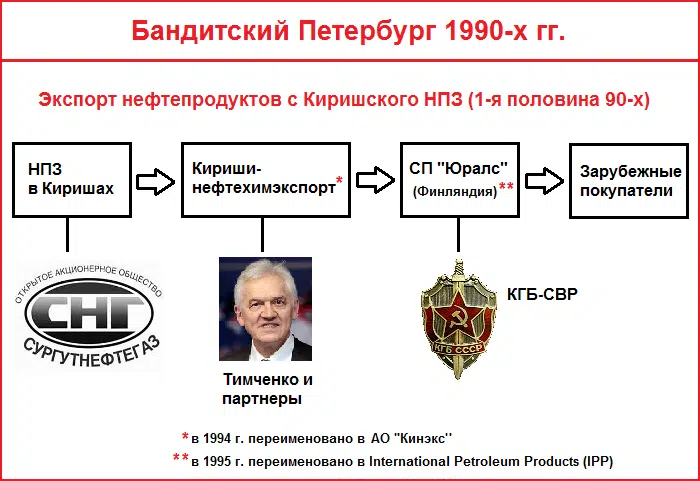 Бандитский Петербург 1990-х гг.
Экспорт нефтепродуктов с Киришского НПЗ (1-я половина 90-х)
НПЗ
в Киришах
Кириши-
нефтехимэкспорт*
СП "Юралс"
(Финляндия)**
Зарубежные
покупатели
ОТКРЫТОЕ АКЦИОНЕРНОЕ ОБЩЕСТВО
СНГ
СУРГУТНЕФТЕГАЗ
Тимченко и
партнеры
КГБ СССР
КГБ-СВР
* в 1994 г. переименовано в АО "Кинэкс"
** в 1995 г. переименовано в International Petroleum Products (IPP)